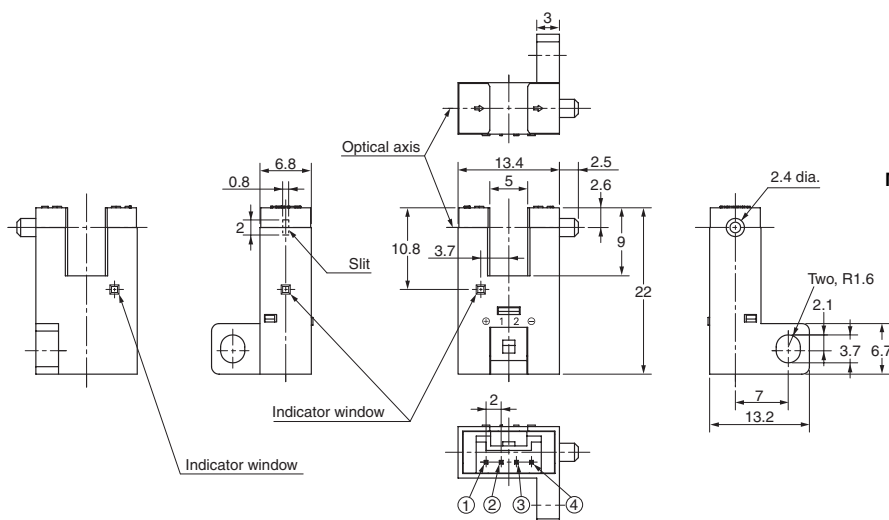 3
Optical axis
6.8
0.8
2
Slit
13.4
2.5
5
2.6
10.8
3.7
9
22
⊕ 1 2 ⊖
2.4 dia.
Two, R1.6
2.1
3.7
6.7
7
13.2
Indicator window
Indicator window
2
① ② ③ ④